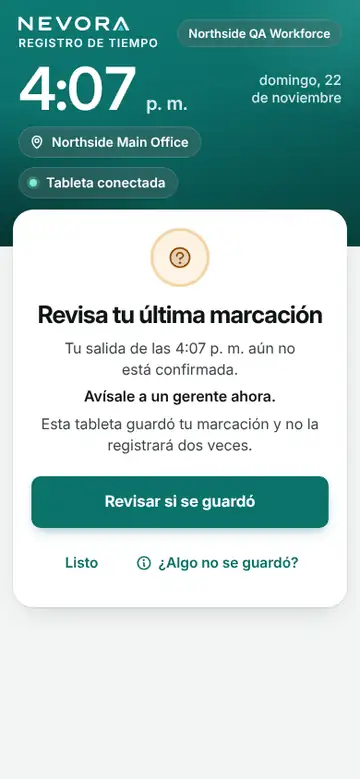 NEVORA
REGISTRO DE TIEMPO
Northside QA Workforce
4:07 p. m.
domingo, 22
de noviembre
Northside Main Office
Tableta conectada
Revisa tu última marcación
Tu salida de las 4:07 p. m. aún no
está confirmada.
Avísale a un gerente ahora.
Esta tableta guardó tu marcación y no la
registrará dos veces.
Revisar si se guardó
Listo
¿Algo no se guardó?